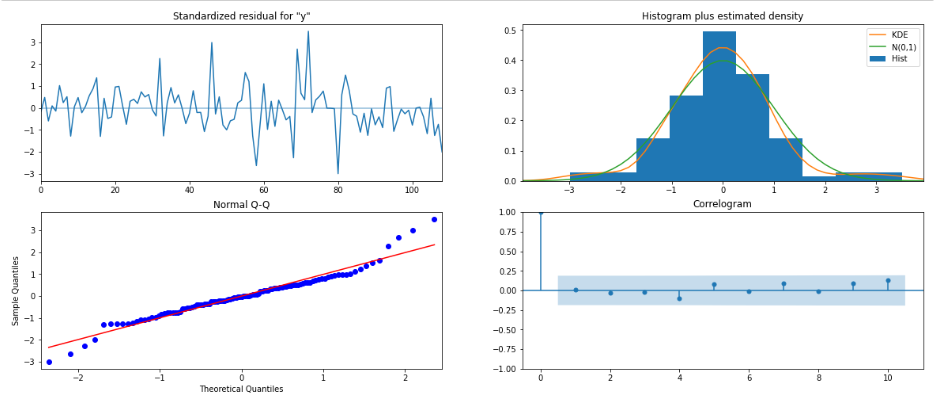 Standardized residual for "y"
3
2
1
0
−1
−2
−3
0 20 40 60 80 100
Histogram plus estimated density
KDE
N(0,1)
Hist
0.5
0.4
0.3
0.2
0.1
0.0
−3 −2 −1 0 1 2 3
Normal Q-Q
Sample Quantiles
3
2
1
0
−1
−2
−3
−2 −1 0 1 2
Theoretical Quantiles
Correlogram
1.00
0.75
0.50
0.25
0.00
−0.25
−0.50
−0.75
−1.00
0 2 4 6 8 10